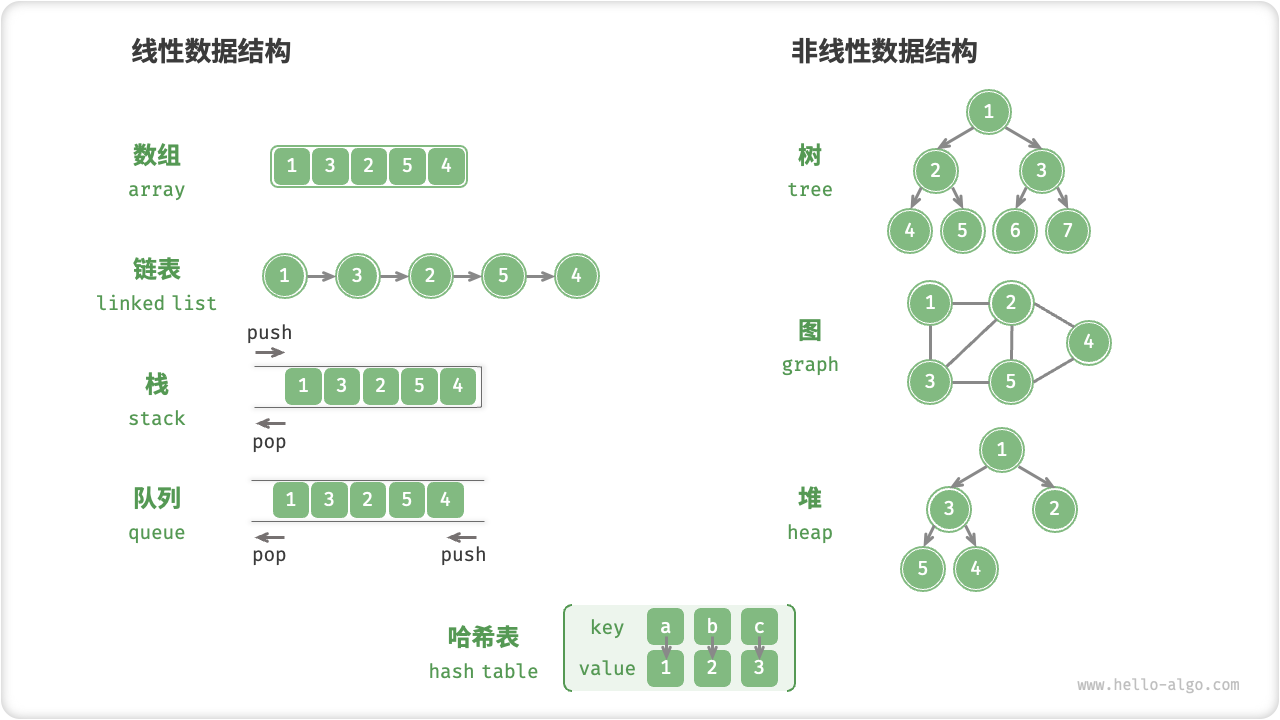 线性数据结构
数组
array
1 3 2 5 4
链表
linked list
1 3 2 5 4
栈
stack
push
1 3 2 5 4
pop
队列
queue
1 3 2 5 4
pop push
非线性数据结构
树
tree
1
2 3
4 5 6 7
图
graph
1 2
4
3 5
堆
heap
1
3 2
5 4
哈希表
hash table
key a b c
value 1 2 3
www.hello-algo.com